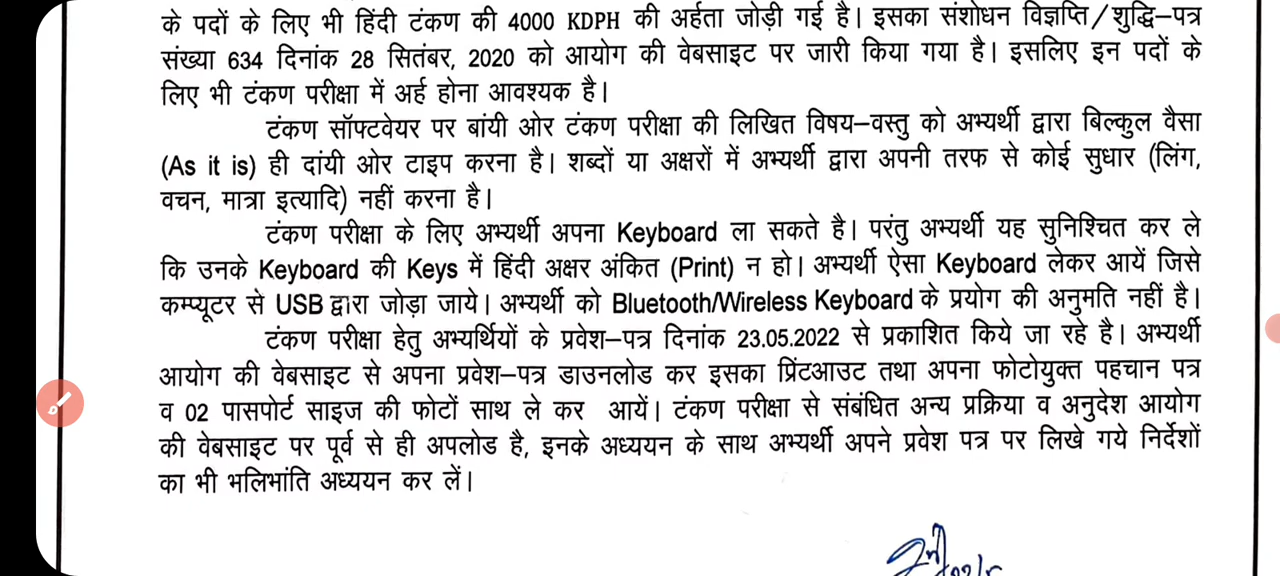 के पदों के लिए भी हिंदी टंकण की 4000 KDPH की अर्हता जोड़ी गई है। इसका संशोधन विज्ञप्ति/शुद्धि–पत्र
संख्या 634 दिनांक 28 सितंबर, 2020 को आयोग की वेबसाइट पर जारी किया गया है। इसलिए इन पदों के
लिए भी टंकण परीक्षा में अर्ह होना आवश्यक है।
टंकण सॉफ्टवेयर पर बांयी ओर टंकण परीक्षा की लिखित विषय–वस्तु को अभ्यर्थी द्वारा बिल्कुल वैसा
(As it is) ही दांयी ओर टाइप करना है। शब्दों या अक्षरों में अभ्यर्थी द्वारा अपनी तरफ से कोई सुधार (लिंग,
वचन, मात्रा इत्यादि) नहीं करना है।
टंकण परीक्षा के लिए अभ्यर्थी अपना Keyboard ला सकते है। परंतु अभ्यर्थी यह सुनिश्चित कर ले
कि उनके Keyboard की Keys में हिंदी अक्षर अंकित (Print) न हो। अभ्यर्थी ऐसा Keyboard लेकर आयें जिसे
कम्प्यूटर से USB द्वारा जोड़ा जाये। अभ्यर्थी को Bluetooth/Wireless Keyboard के प्रयोग की अनुमति नहीं है।
टंकण परीक्षा हेतु अभ्यर्थियों के प्रवेश–पत्र दिनांक 23.05.2022 से प्रकाशित किये जा रहे है। अभ्यर्थी
आयोग की वेबसाइट से अपना प्रवेश–पत्र डाउनलोड कर इसका प्रिंटआउट तथा अपना फोटोयुक्त पहचान पत्र
व 02 पासपोर्ट साइज की फोटों साथ ले कर आयें। टंकण परीक्षा से संबंधित अन्य प्रक्रिया व अनुदेश आयोग
की वेबसाइट पर पूर्व से ही अपलोड है, इनके अध्ययन के साथ अभ्यर्थी अपने प्रवेश पत्र पर लिखे गये निर्देशों
का भी भलिभांति अध्ययन कर लें।